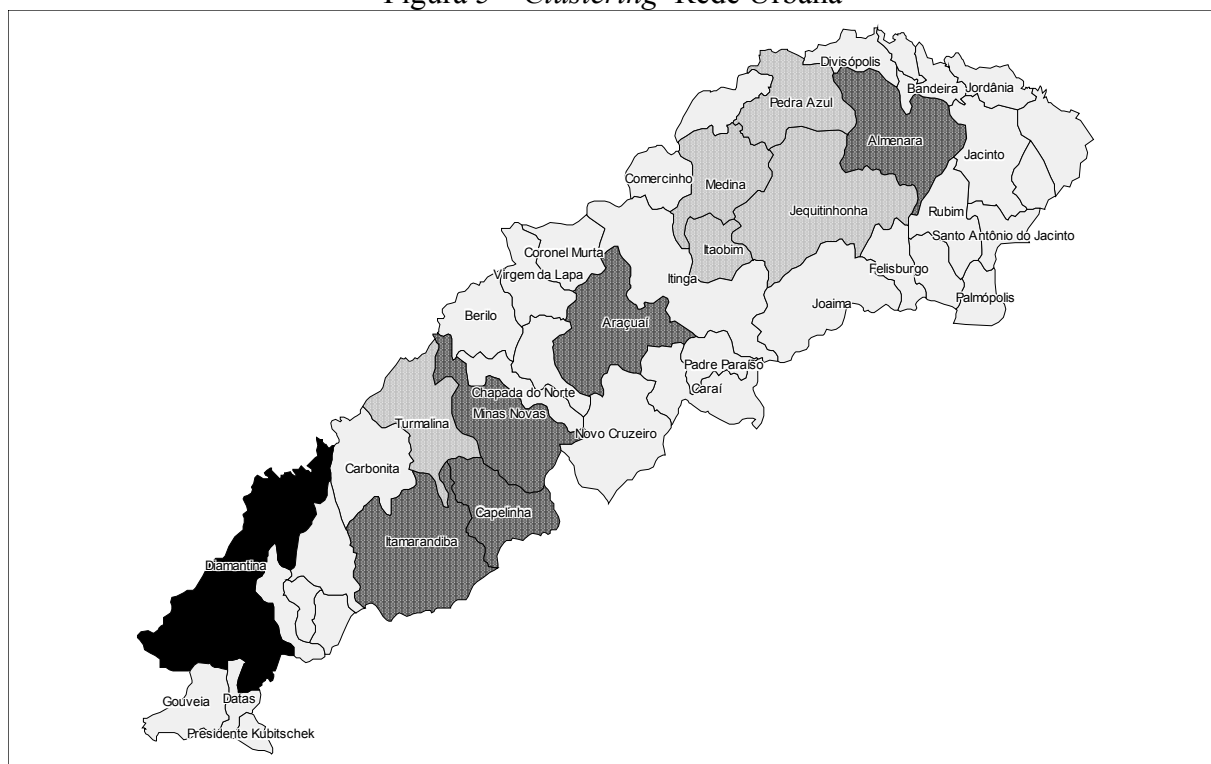 Figura 5 – Clustering- Rede Urbana
Divisópolis
Bandeira
Jordânia
Pedra Azul
Almenara
Jacinto
Comercinho
Medina
Jequitinhonha
Rubim
Santo Antônio do Jacinto
Itaobim
Coronel Murta
Virgem da Lapa
Itinga
Felisburgo
Palmópolis
Joaima
Berilo
Araçuaí
Padre Paraíso
Caraí
Chapada do Norte
Minas Novas
Turmalina
Novo Cruzeiro
Carbonita
Capelinha
Itamarandiba
Diamantina
Gouveia
Datas
Presidente Kubitschek